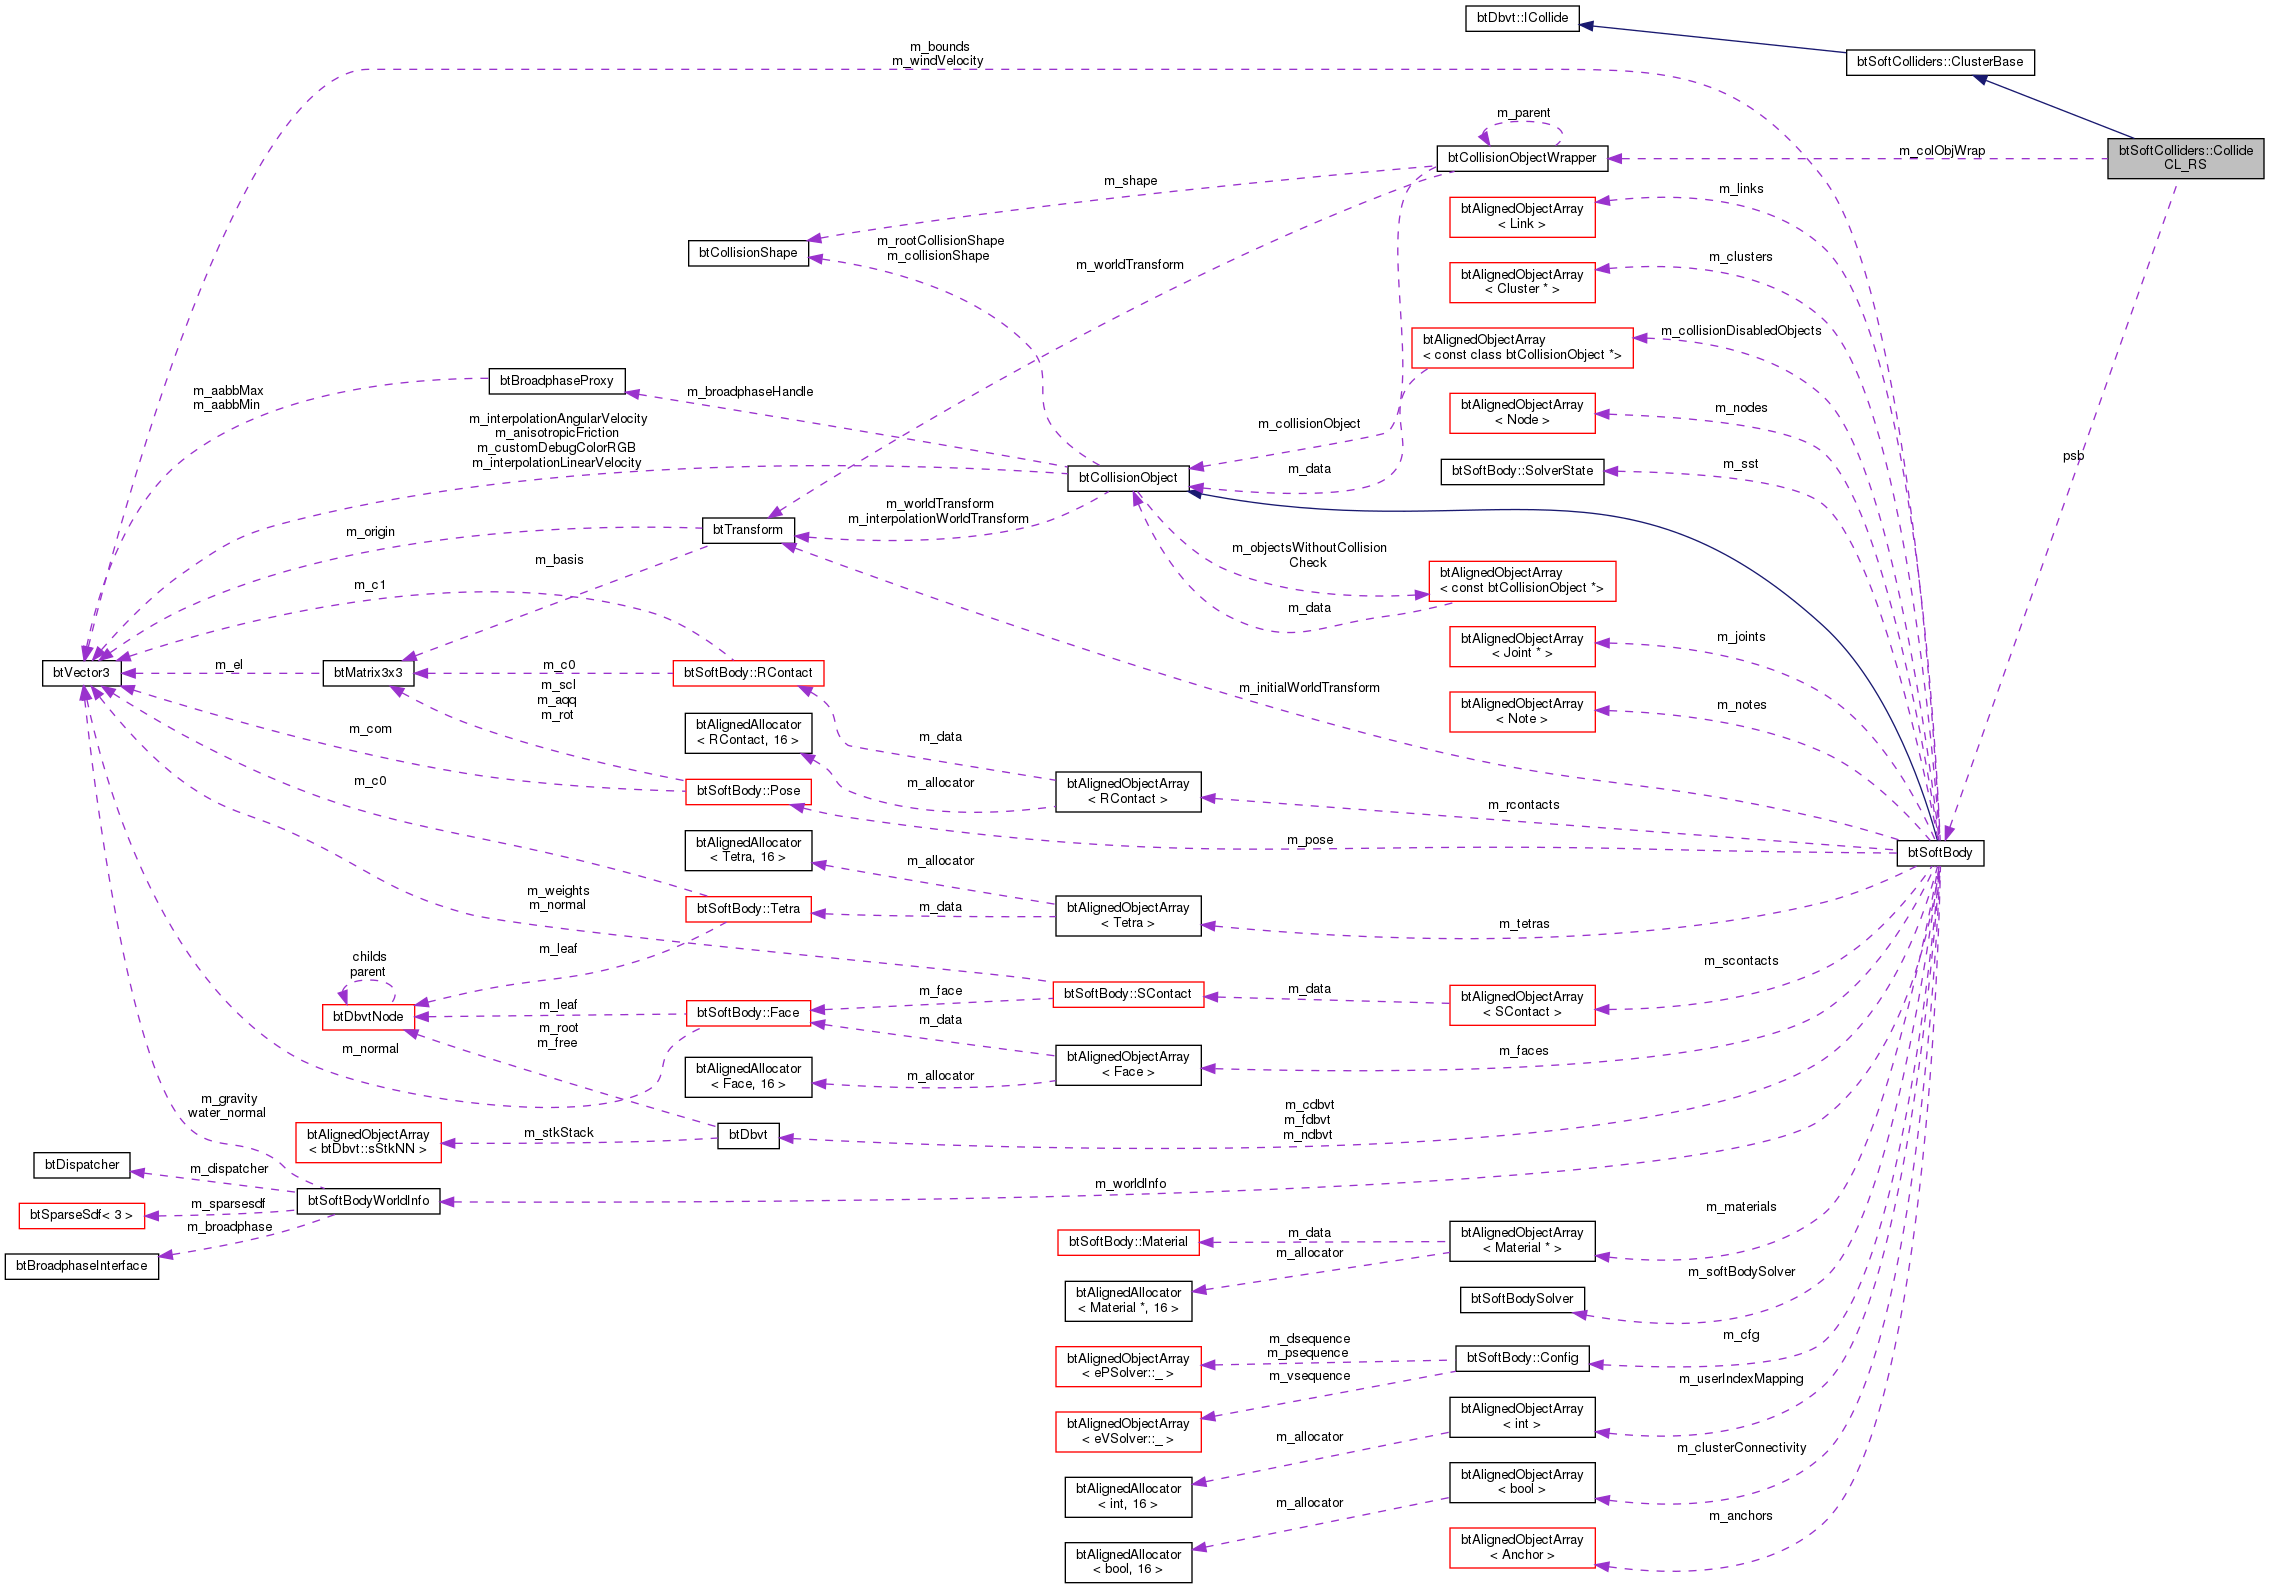 btDbvt::ICollide
m_bounds
m_windVelocity
btSoftColliders::ClusterBase
m_parent
btCollisionObjectWrapper
m_colObjWrap
btSoftColliders::Collide
CL_RS
m_shape
m_links
btAlignedObjectArray
< Link >
m_rootCollisionShape
m_collisionShape
btCollisionShape
m_worldTransform
m_clusters
btAlignedObjectArray
< Cluster * >
m_collisionDisabledObjects
btAlignedObjectArray
< const class btCollisionObject *>
btBroadphaseProxy
m_aabbMax
m_aabbMin
m_broadphaseHandle
m_interpolationAngularVelocity
m_anisotropicFriction
m_customDebugColorRGB
m_interpolationLinearVelocity
m_collisionObject
m_data
m_nodes
btAlignedObjectArray
< Node >
psb
btCollisionObject
m_sst
btSoftBody::SolverState
m_worldTransform
m_interpolationWorldTransform
btTransform
m_origin
m_basis
m_objectsWithoutCollision
Check
btAlignedObjectArray
< const btCollisionObject *>
m_data
m_c1
m_joints
btAlignedObjectArray
< Joint * >
btVector3
m_el
btMatrix3x3
m_c0
btSoftBody::RContact
m_scl
m_aqq
m_rot
m_initialWorldTransform
m_notes
btAlignedObjectArray
< Note >
btAlignedAllocator
< RContact, 16 >
m_com
m_data
m_allocator
btAlignedObjectArray
< RContact >
m_rcontacts
m_c0
btSoftBody::Pose
m_pose
btSoftBody
btAlignedAllocator
< Tetra, 16 >
m_allocator
m_weights
m_normal
btSoftBody::Tetra
m_data
btAlignedObjectArray
< Tetra >
m_tetras
m_leaf
childs
parent
btDbvtNode
m_leaf
m_root
m_free
btSoftBody::Face
m_face
m_data
btSoftBody::SContact
m_data
btAlignedObjectArray
< SContact >
m_scontacts
m_normal
btAlignedAllocator
< Face, 16 >
m_allocator
btAlignedObjectArray
< Face >
m_faces
m_gravity
water_normal
m_cdbvt
m_fdbvt
m_ndbvt
btAlignedObjectArray
< btDbvt::sStkNN >
m_stkStack
btDbvt
btDispatcher
m_dispatcher
btSoftBodyWorldInfo
m_worldInfo
btSparseSdf< 3 >
m_sparsesdf
m_broadphase
btBroadphaseInterface
m_materials
btSoftBody::Material
m_data
m_allocator
btAlignedObjectArray
< Material * >
btAlignedAllocator
< Material *, 16 >
m_softBodySolver
btSoftBodySolver
m_cfg
m_dsequence
m_psequence
m_vsequence
btSoftBody::Config
btAlignedObjectArray
< ePSolver::_ >
m_userIndexMapping
btAlignedObjectArray
< eVSolver::_ >
btAlignedObjectArray
< int >
m_allocator
m_clusterConnectivity
btAlignedAllocator
< int, 16 >
btAlignedObjectArray
< bool >
m_allocator
m_anchors
btAlignedAllocator
< bool, 16 >
btAlignedObjectArray
< Anchor >